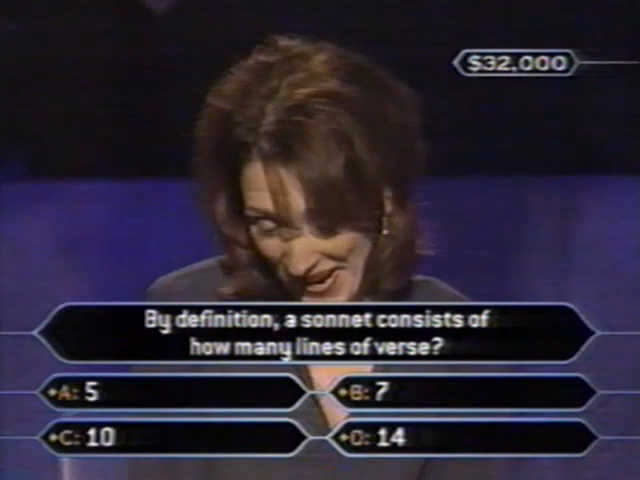 $32,000
By definition, a sonnet consists of
how many lines of verse?
A: 5
B: 7
C: 10
D: 14